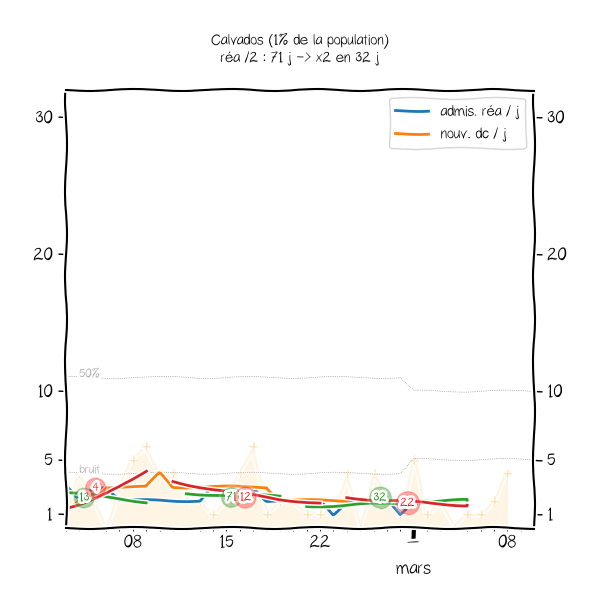 Calvados (1% de la population)
réa /2 : 71 j -> x2 en 32 j
admis. réa / j
nouv. dc / j
30 30
20 20
50%
10 10
5 5
bruit
4
13 71 12 32 22
1 1
08 15 22 1 08
mars